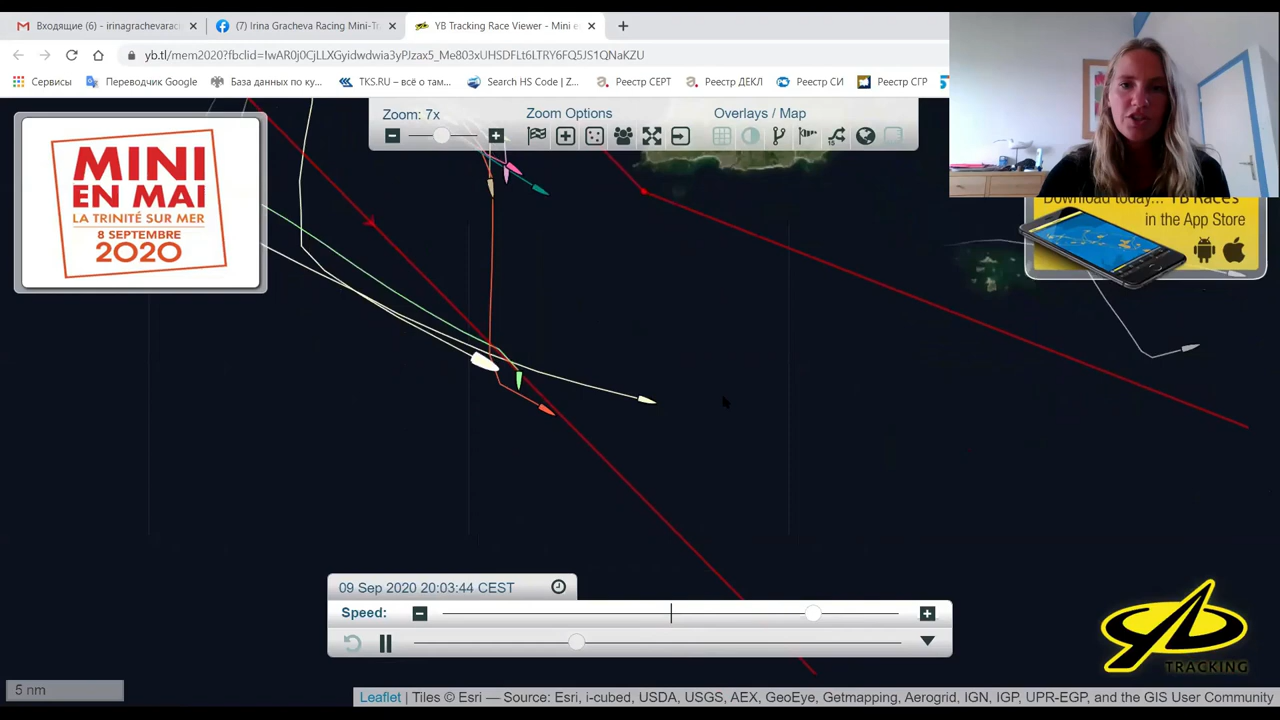 Входящие (6) - irinagrachevarac
(7) Irina Gracheva Racing Mini-Tr
YB Tracking Race Viewer - Mini e
yb.tl/mem2020?fbclid=IwAR0j0CjLLXGyidwdwia3yPJzax5_Me803xUHSDFLt6LTRY6FQ5JS1QNaKZU
Сервисы
Переводчик Google
База данных по ку...
TKS.RU – всё о там...
Search HS Code | Z...
Реестр СЕРТ
Реестр ДЕКЛ
Реестр СИ
Реестр СГР
Zoom: 7x
Zoom Options
Overlays / Map
15
MINI
EN MAI
LA TRINITÉ SUR MER
8 SEPTEMBRE
2020
Download today... YB Races
in the App Store
09 Sep 2020 20:03:44 CEST
Speed:
TRACKING
5 nm
Leaflet | Tiles © Esri — Source: Esri, i-cubed, USDA, USGS, AEX, GeoEye, Getmapping, Aerogrid, IGN, IGP, UPR-EGP, and the GIS User Community